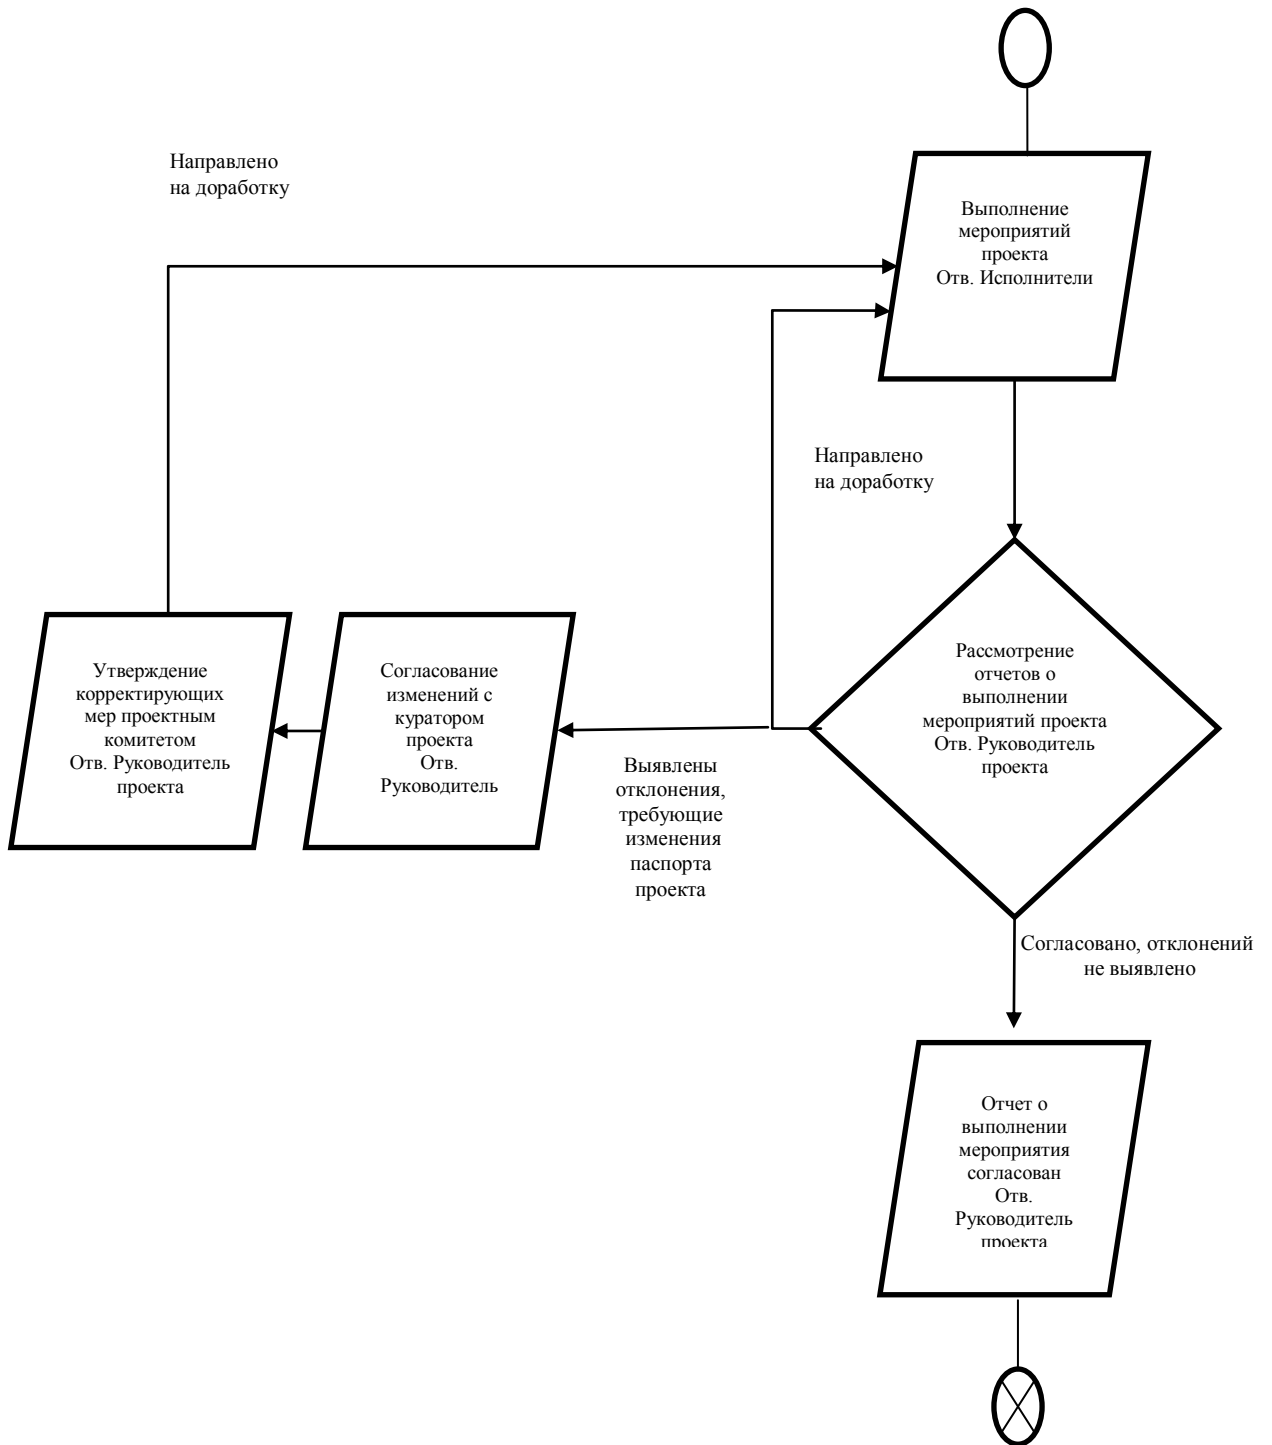 Направлено
на доработку
Выполнение
мероприятий
проекта
Отв. Исполнители
Направлено
на доработку
Утверждение
корректирующих
мер проектным
комитетом
Отв. Руководитель
проекта
Согласование
изменений с
куратором
проекта
Отв.
Руководитель
Выявлены
отклонения,
требующие
изменения
паспорта
проекта
Рассмотрение
отчетов о
выполнении
мероприятий проекта
Отв. Руководитель
проекта
Согласовано, отклонений
не выявлено
Отчет о
выполнении
мероприятия
согласован
Отв.
Руководитель
проекта